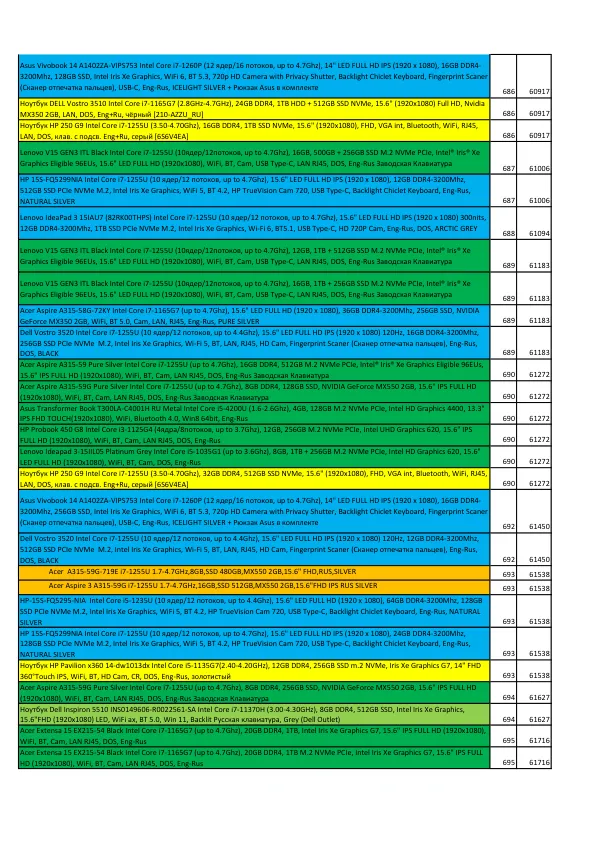 Asus Vivobook 14 A1402ZA-VIPS753 Intel Core i7-1260P (12 ядер/16 потоков, up to 4.7Ghz), 14" LED FULL HD IPS (1920 x 1080), 16GB DDR4-
3200Mhz, 128GB SSD, Intel Iris Xe Graphics, WiFi 6, BT 5.3, 720p HD Camera with Privacy Shutter, Backlight Chiclet Keyboard, Fingerprint Scaner
(Сканер отпечатка пальцев), USB-C, Eng-Rus, ICELIGHT SILVER + Рюкзак Asus в комплекте 686 60917
Ноутбук DELL Vostro 3510 Intel Core i7-1165G7 (2.8GHz-4.7GHz), 24GB DDR4, 1TB HDD + 512GB SSD NVMe, 15.6" (1920x1080) Full HD, Nvidia
MX350 2GB, LAN, DOS, Eng+Ru, чёрный [210-AZZU_RU] 686 60917
Ноутбук HP 250 G9 Intel Core i7-1255U (3.50-4.70Ghz), 16GB DDR4, 1TB SSD NVMe, 15.6" (1920x1080), FHD, VGA int, Bluetooth, WiFi, RJ45,
LAN, DOS, клав. с подсв. Eng+Ru, серый [6S6V4EA] 686 60917
Lenovo V15 GEN3 ITL Black Intel Core i7-1255U (10ядер/12потоков, up to 4.7Ghz), 16GB, 500GB + 256GB SSD M.2 NVMe PCIe, Intel® Iris® Xe
Graphics Eligible 96EUs, 15.6" LED FULL HD (1920x1080), WiFi, BT, Cam, USB Type-C, LAN RJ45, DOS, Eng-Rus Заводская Клавиатура 687 61006
HP 15S-FQ5299NIA Intel Core i7-1255U (10 ядер/12 потоков, up to 4.7Ghz), 15.6" LED FULL HD IPS (1920 x 1080), 12GB DDR4-3200Mhz,
512GB SSD PCIe NVMe M.2, Intel Iris Xe Graphics, WiFi 5, BT 4.2, HP TrueVision Cam 720, USB Type-C, Backlight Chiclet Keyboard, Eng-Rus,
NATURAL SILVER 687 61006
Lenovo IdeaPad 3 15IAU7 [82RK00THPS] Intel Core i7-1255U (10 ядер/12 потоков, up to 4.7Ghz), 15.6" LED FULL HD IPS (1920 x 1080) 300nits,
12GB DDR4-3200Mhz, 1TB SSD PCIe NVMe M.2, Intel Iris Xe Graphics, Wi-Fi 6, BT5.1, USB Type-C, HD 720P Cam, Eng-Rus, DOS, ARCTIC GREY 688 61094
Lenovo V15 GEN3 ITL Black Intel Core i7-1255U (10ядер/12потоков, up to 4.7Ghz), 12GB, 1TB + 512GB SSD M.2 NVMe PCIe, Intel® Iris® Xe
Graphics Eligible 96EUs, 15.6" LED FULL HD (1920x1080), WiFi, BT, Cam, USB Type-C, LAN RJ45, DOS, Eng-Rus Заводская Клавиатура 689 61183
Lenovo V15 GEN3 ITL Black Intel Core i7-1255U (10ядер/12потоков, up to 4.7Ghz), 16GB, 1TB + 256GB SSD M.2 NVMe PCIe, Intel® Iris® Xe
Graphics Eligible 96EUs, 15.6" LED FULL HD (1920x1080), WiFi, BT, Cam, USB Type-C, LAN RJ45, DOS, Eng-Rus Заводская Клавиатура 689 61183
Acer Aspire A315-58G-72KY Intel Core i7-1165G7 (up to 4.7Ghz), 15.6" LED FULL HD IPS (1920 x 1080), 36GB DDR4-3200Mhz, 256GB SSD, NVIDIA
GeForce MX350 2GB, WiFi, BT 5.0, Cam, LAN, RJ45, Eng-Rus, PURE SILVER 689 61183
Dell Vostro 3520 Intel Core i7-1255U (10 ядер/12 потоков, up to 4.4Ghz), 15.6" LED FULL HD IPS (1920 x 1080) 120Hz, 16GB DDR4-3200Mhz,
256GB SSD PCIe NVMe M.2, Intel Iris Xe Graphics, Wi-Fi 5, BT, LAN, RJ45, HD Cam, Fingerprint Scaner (Сканер отпечатка пальцев), Eng-Rus,
DOS, BLACK 689 61183
Acer Aspire A315-59 Pure Silver Intel Core i7-1255U (up to 4.7Ghz), 16GB DDR4, 512GB M.2 NVMe PCIe, Intel® Iris® Xe Graphics Eligible 96EUs,
15.6" IPS FULL HD (1920x1080), WiFi, BT, Cam, LAN RJ45, DOS, Eng-Rus Заводская Клавиатура 690 61272
Acer Aspire A315-59G Pure Silver Intel Core i7-1255U (up to 4.7Ghz), 8GB DDR4, 128GB SSD, NVIDIA GeForce MX550 2GB, 15.6" IPS FULL HD
(1920x1080), WiFi, BT, Cam, LAN RJ45, DOS, Eng-Rus Заводская Клавиатура 690 61272
Asus Transformer Book T300LA-C4001H RU Metal Intel Core i5-4200U (1.6-2.6Ghz), 4GB, 128GB M.2 NVMe PCIe, Intel HD Graphics 4400, 13.3"
IPS FHD TOUCH(1920x1080), WiFi, Bluetooth 4.0, Win8 64bit, Eng-Rus 690 61272
HP Probook 450 G8 Intel Core i3-1125G4 (4ядра/8потоков, up to 3.7Ghz), 12GB, 256GB M.2 NVMe PCIe, Intel UHD Graphics 620, 15.6" IPS
FULL HD (1920x1080), WiFi, BT, Cam, LAN RJ45, DOS, Eng-Rus 690 61272
Lenovo Ideapad 3-15IIL05 Platinum Grey Intel Core i5-1035G1 (up to 3.6Ghz), 8GB, 1TB + 256GB M.2 NVMe PCIe, Intel HD Graphics 620, 15.6"
LED FULL HD (1920x1080), WiFi, BT, Cam, DOS, Eng-Rus 690 61272
Ноутбук HP 250 G9 Intel Core i7-1255U (3.50-4.70Ghz), 32GB DDR4, 512GB SSD NVMe, 15.6" (1920x1080), FHD, VGA int, Bluetooth, WiFi, RJ45,
LAN, DOS, клав. с подсв. Eng+Ru, серый [6S6V4EA] 690 61272
Asus Vivobook 14 A1402ZA-VIPS753 Intel Core i7-1260P (12 ядер/16 потоков, up to 4.7Ghz), 14" LED FULL HD IPS (1920 x 1080), 16GB DDR4-
3200Mhz, 256GB SSD, Intel Iris Xe Graphics, WiFi 6, BT 5.3, 720p HD Camera with Privacy Shutter, Backlight Chiclet Keyboard, Fingerprint Scaner
(Сканер отпечатка пальцев), USB-C, Eng-Rus, ICELIGHT SILVER + Рюкзак Asus в комплекте 692 61450
Dell Vostro 3520 Intel Core i7-1255U (10 ядер/12 потоков, up to 4.4Ghz), 15.6" LED FULL HD IPS (1920 x 1080) 120Hz, 12GB DDR4-3200Mhz,
512GB SSD PCIe NVMe M.2, Intel Iris Xe Graphics, Wi-Fi 5, BT, LAN, RJ45, HD Cam, Fingerprint Scaner (Сканер отпечатка пальцев), Eng-Rus,
DOS, BLACK 692 61450
Acer A315-59G-719E i7-1255U 1.7-4.7GHz,8GB,SSD 480GB,MX550 2GB,15.6" FHD,RUS,SILVER 693 61538
Acer Aspire 3 A315-59G i7-1255U 1.7-4.7GHz,16GB,SSD 512GB,MX550 2GB,15.6"FHD IPS RUS SILVER 693 61538
HP-15S-FQ5295-NIA Intel Core i5-1235U (10 ядер/12 потоков, up to 4.4Ghz), 15.6" LED FULL HD IPS (1920 x 1080), 64GB DDR4-3200Mhz, 128GB
SSD PCIe NVMe M.2, Intel Iris Xe Graphics, WiFi 5, BT 4.2, HP TrueVision Cam 720, USB Type-C, Backlight Chiclet Keyboard, Eng-Rus, NATURAL
SILVER 693 61538
HP 15S-FQ5299NIA Intel Core i7-1255U (10 ядер/12 потоков, up to 4.7Ghz), 15.6" LED FULL HD IPS (1920 x 1080), 24GB DDR4-3200Mhz,
128GB SSD PCIe NVMe M.2, Intel Iris Xe Graphics, WiFi 5, BT 4.2, HP TrueVision Cam 720, USB Type-C, Backlight Chiclet Keyboard, Eng-Rus,
NATURAL SILVER 693 61538
Ноутбук HP Pavilion x360 14-dw1013dx Intel Core i5-1135G7(2.40-4.20GHz), 12GB DDR4, 256GB SSD m.2 NVMe, Iris Xe Graphics G7, 14" FHD
360°Touch IPS, WiFi, BT, HD Cam, CR, DOS, Eng-Rus, золотистый 693 61538
Acer Aspire A315-59G Pure Silver Intel Core i7-1255U (up to 4.7Ghz), 8GB DDR4, 256GB SSD, NVIDIA GeForce MX550 2GB, 15.6" IPS FULL HD
(1920x1080), WiFi, BT, Cam, LAN RJ45, DOS, Eng-Rus Заводская Клавиатура 694 61627
Ноутбук Dell Inspiron 5510 INS0149606-R0022561-SA Intel Core i7-11370H (3.00-4.30GHz), 8GB DDR4, 512GB SSD, Intel Iris Xe Graphics,
15.6"FHD (1920x1080) LED, WiFi ax, BT 5.0, Win 11, Backlit Русская клавиатура, Grey (Dell Outlet) 694 61627
Acer Extensa 15 EX215-54 Black Intel Core i7-1165G7 (up to 4.7Ghz), 20GB DDR4, 1TB, Intel Iris Xe Graphics G7, 15.6" IPS FULL HD (1920x1080),
WiFi, BT, Cam, LAN RJ45, DOS, Eng-Rus 695 61716
Acer Extensa 15 EX215-54 Black Intel Core i7-1165G7 (up to 4.7Ghz), 20GB DDR4, 1TB M.2 NVMe PCIe, Intel Iris Xe Graphics G7, 15.6" IPS FULL
HD (1920x1080), WiFi, BT, Cam, LAN RJ45, DOS, Eng-Rus 695 61716